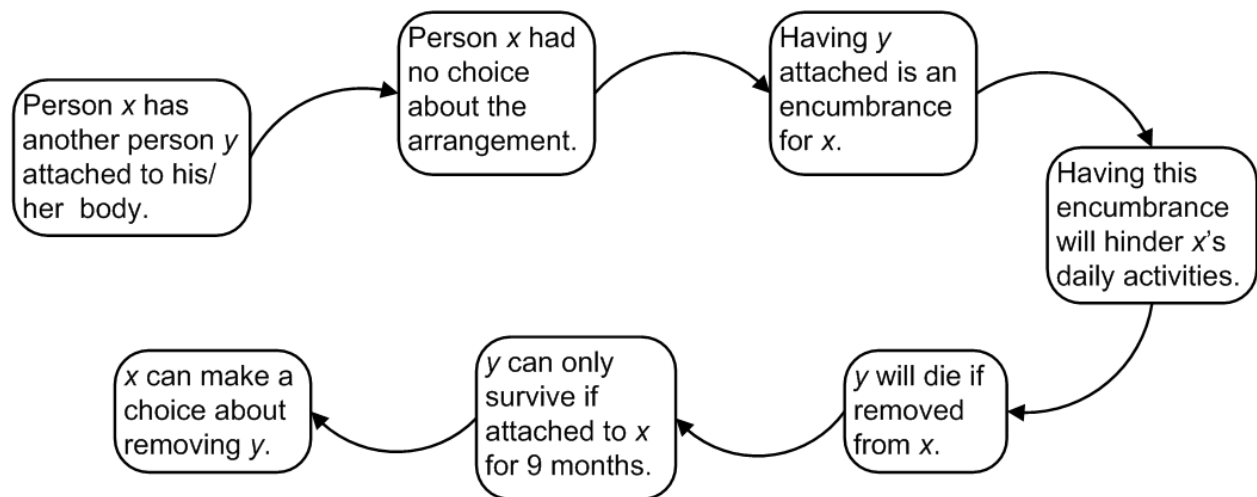 Person x has
another person y
attached to his/
her body.
Person x had
no choice
about the
arrangement.
Having y
attached is an
encumbrance
for x.
Having this
encumbrance
will hinder x's
daily activities.
y will die if
removed
from x.
y can only
survive if
attached to x
for 9 months.
x can make a
choice about
removing y.